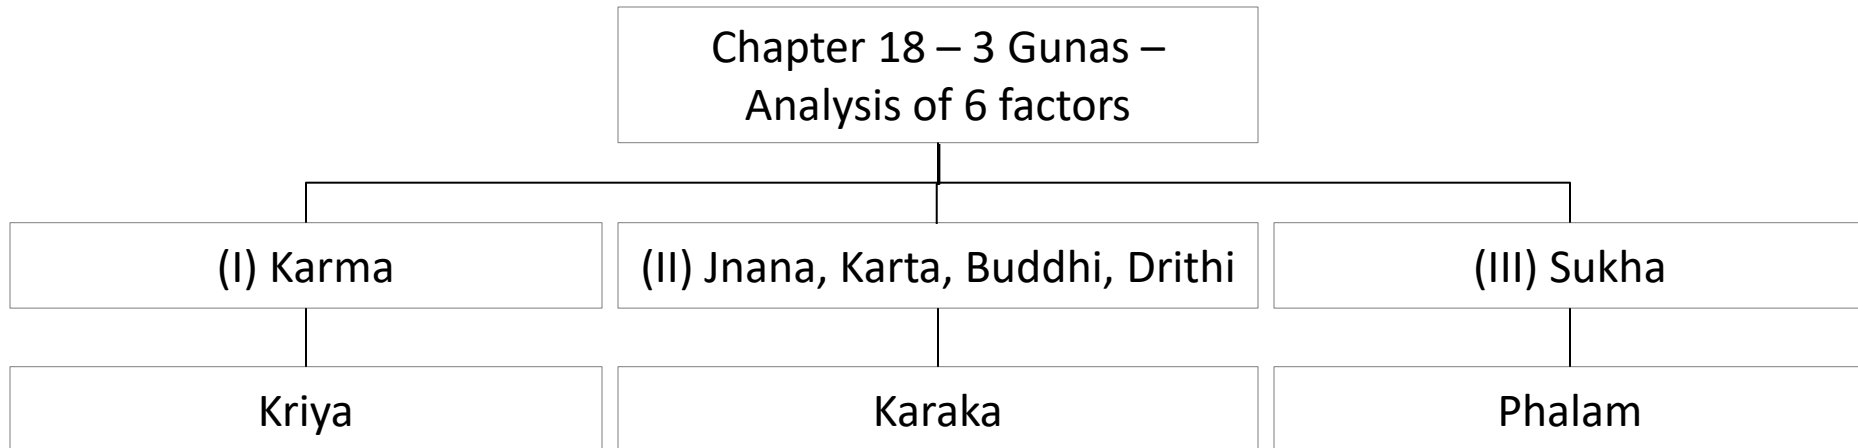 Chapter 18 – 3 Gunas –
Analysis of 6 factors
(I) Karma
(II) Jnana, Karta, Buddhi, Drithi
(III) Sukha
Kriya
Karaka
Phalam